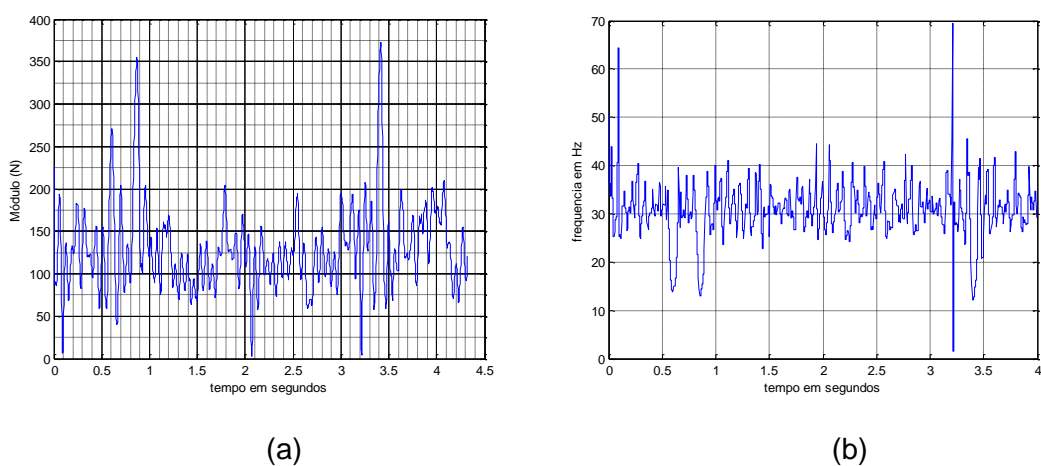 400
350
300
250
200
150
100
50
0
Módulo (N)
0 0.5 1 1.5 2 2.5 3 3.5 4 4.5
tempo em segundos
(a)
70
60
50
40
30
20
10
0
frequencia em Hz
0 0.5 1 1.5 2 2.5 3 3.5 4
tempo em segundos
(b)